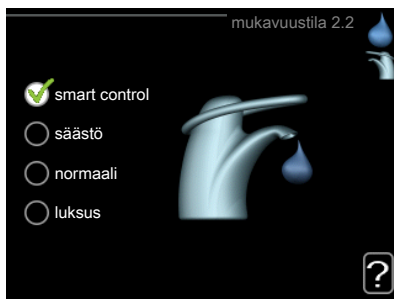 mukavuustila 2.2
smart control
säästö
normaali
luksus
?